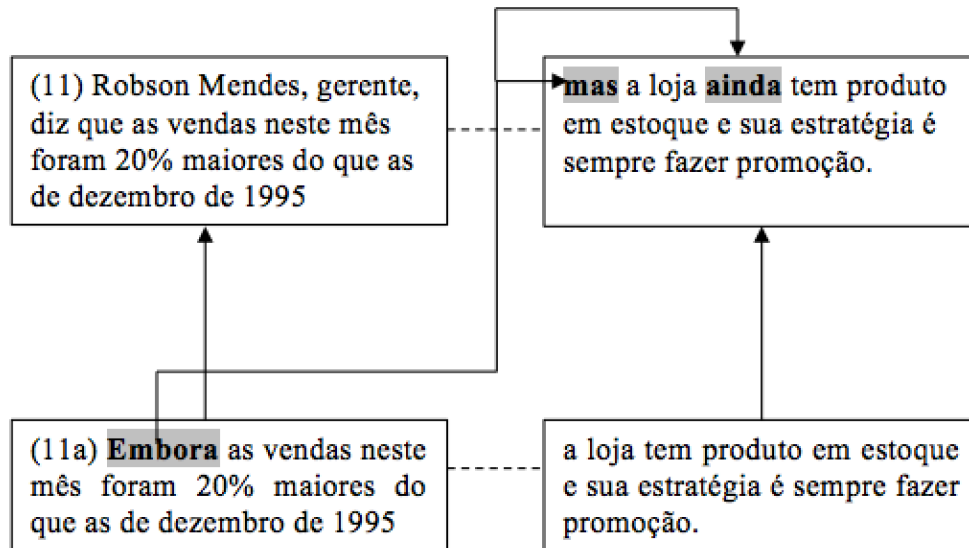 (11) Robson Mendes, gerente,
diz que as vendas neste mês
foram 20% maiores do que as
de dezembro de 1995
mas a loja ainda tem produto
em estoque e sua estratégia é
sempre fazer promoção.
(11a) Embora as vendas neste
mês foram 20% maiores do
que as de dezembro de 1995
a loja tem produto em estoque
e sua estratégia é sempre fazer
promoção.